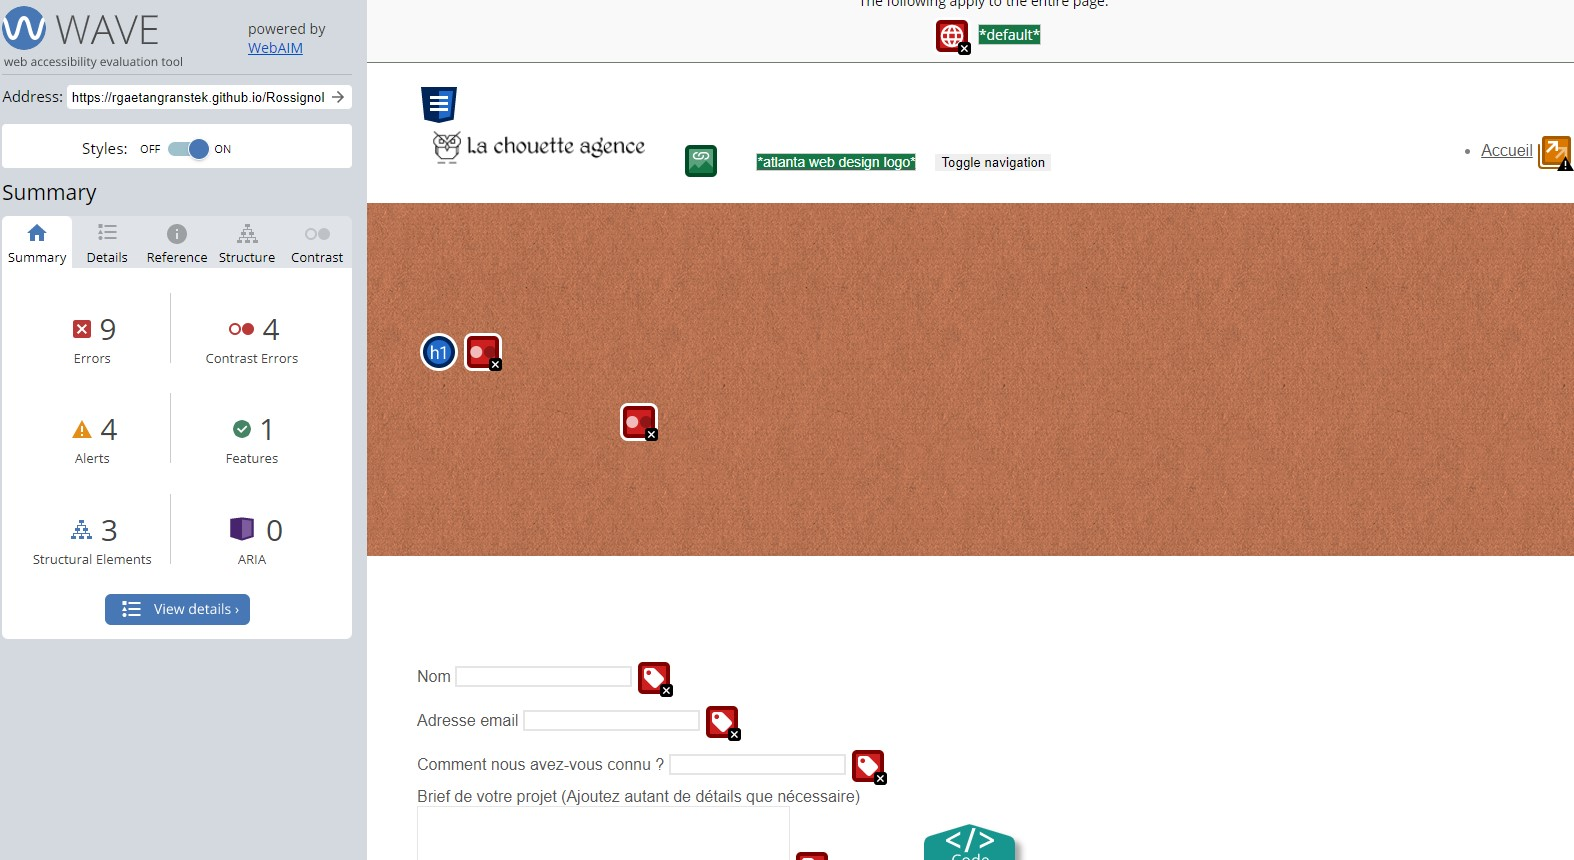 WAVE
powered by
WebAIM
web accessibility evaluation tool
Address: https://rgaetangranstek.github.io/Rossignol
Styles: OFF ON
Summary
Summary Details Reference Structure Contrast
9 4
Errors Contrast Errors
4 1
Alerts Features
3 0
Structural Elements ARIA
View details ›
The following apply to the entire page:
*default*
La chouette agence
*atlanta web design logo* Toggle navigation
• Accueil
h1
Nom
Adresse email
Comment nous avez-vous connu ?
Brief de votre projet (Ajoutez autant de détails que nécessaire)
</>
Code